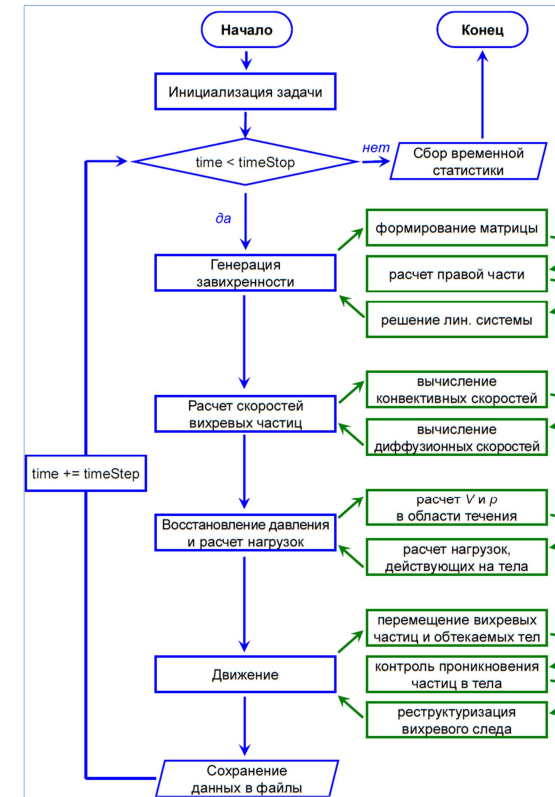 Начало
Конец
Инициализация задачи
time < timeStop
нет
Сбор временной
статистики
да
формирование матрицы
Генерация
завихренности
расчет правой части
решение лин. системы
вычисление
конвективных скоростей
Расчет скоростей
вихревых частиц
вычисление
диффузионных скоростей
time += timeStep
расчет V и p
в области течения
Восстановление давления
и расчет нагрузок
расчет нагрузок,
действующих на тела
перемещение вихревых
частиц и обтекаемых тел
Движение
контроль проникновения
частиц в тела
реструктуризация
вихревого следа
Сохранение
данных в файлы